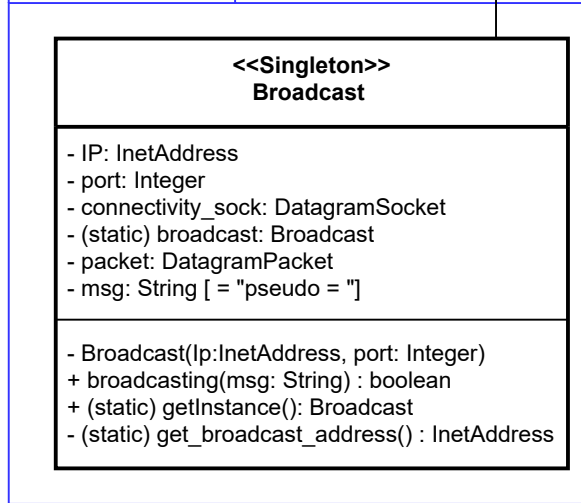 <<Singleton>>
Broadcast
- IP: InetAddress
- port: Integer
- connectivity_sock: DatagramSocket
- (static) broadcast: Broadcast
- packet: DatagramPacket
- msg: String [ = "pseudo = "]
- Broadcast(Ip:InetAddress, port: Integer)
+ broadcasting(msg: String) : boolean
+ (static) getInstance(): Broadcast
- (static) get_broadcast_address() : InetAddress